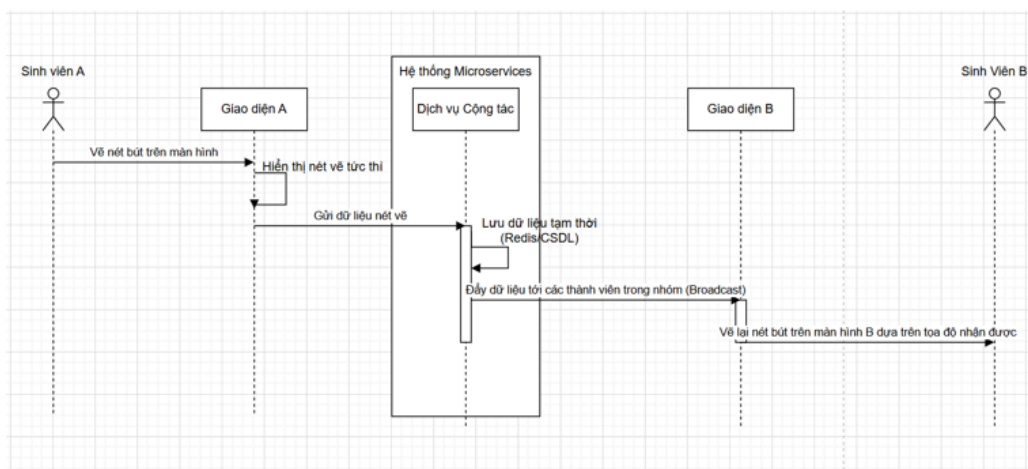 Sinh viên A
Hệ thống Microservices
Sinh Viên B
Giao diện A
Dịch vụ Cộng tác
Giao diện B
Vẽ nét bút trên màn hình
Hiển thị nét vẽ tức thì
Gửi dữ liệu nét vẽ
Lưu dữ liệu tạm thời
(Redis/CSDL)
Đẩy dữ liệu tới các thành viên trong nhóm (Broadcast)
Vẽ lại nét bút trên màn hình B dựa trên tọa độ nhận được